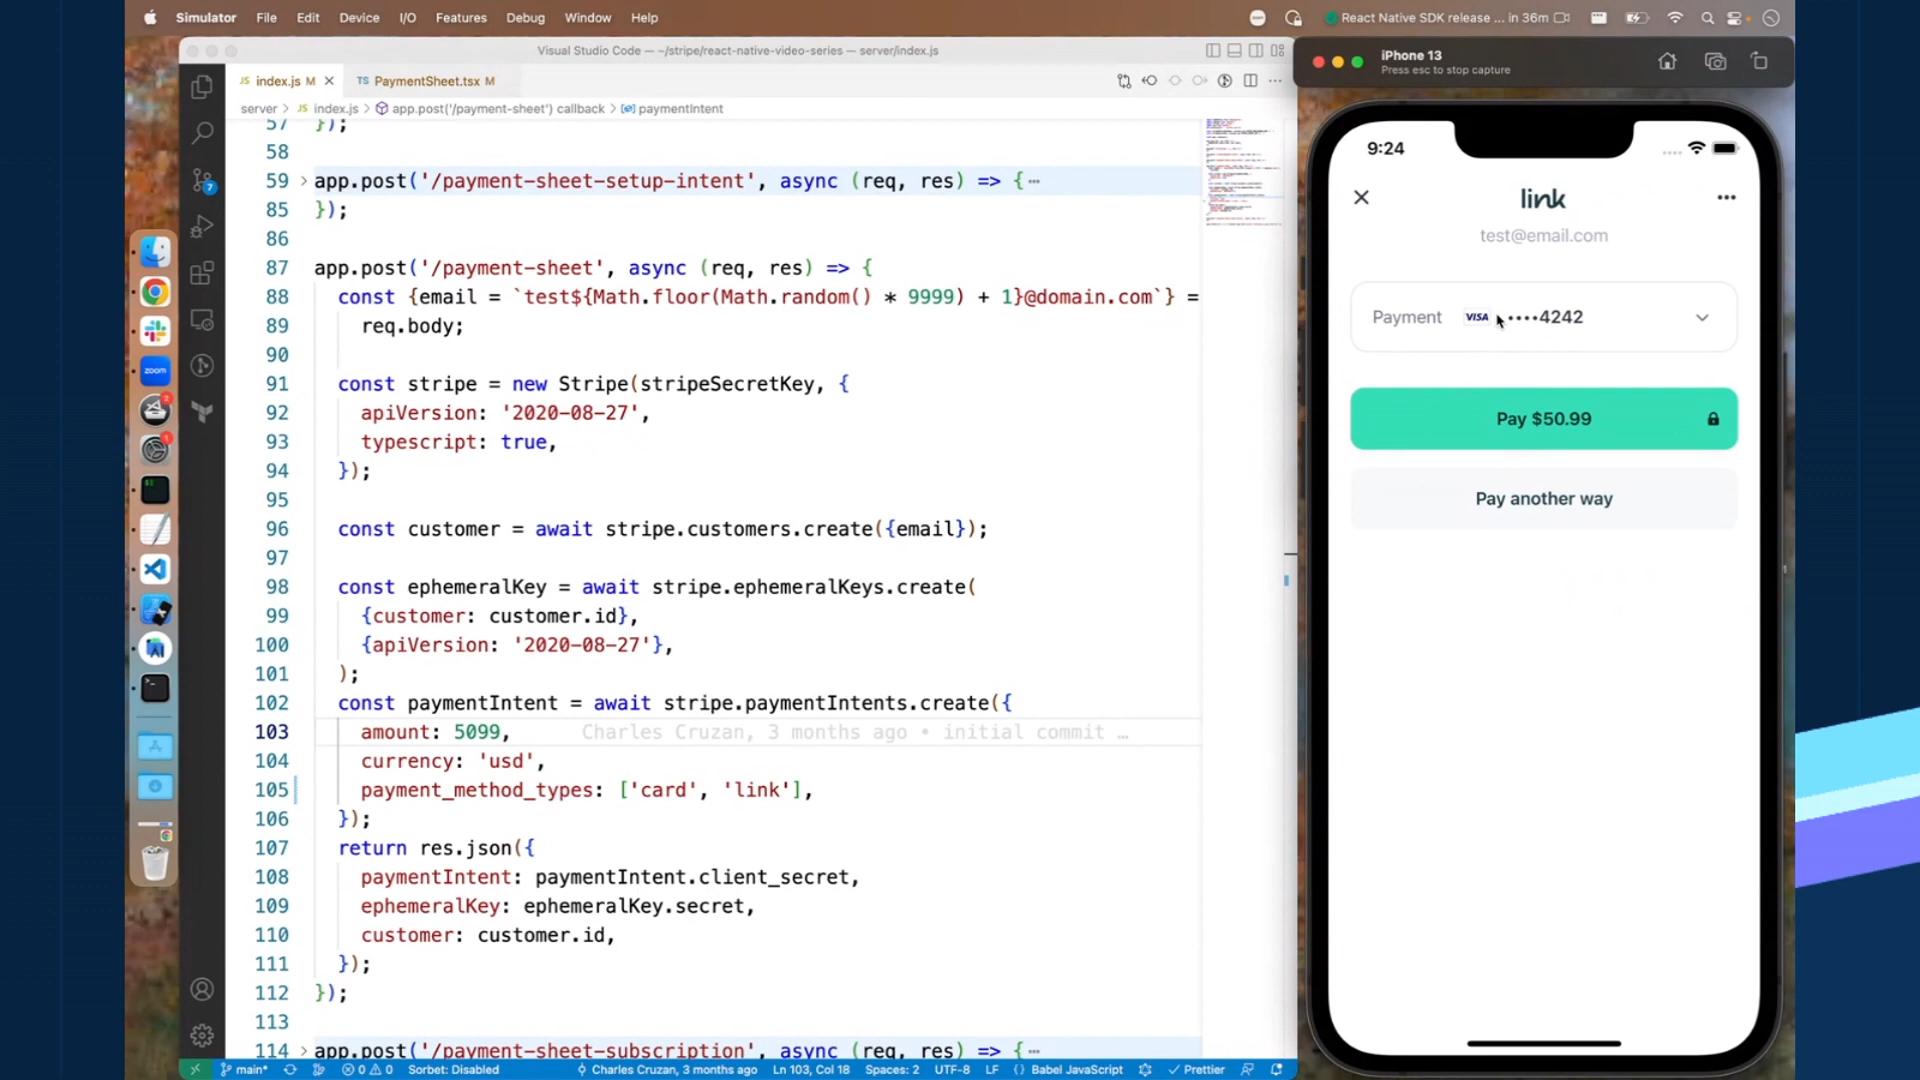 Simulator File Edit Device I/O Features Debug Window Help
React Native SDK release ... in 36m
Visual Studio Code — ~/stripe/react-native-video-series — server/index.js
JS index.js M
TS PaymentSheet.tsx M
server > JS index.js > app.post('/payment-sheet') callback > paymentIntent
57 });
58
59 app.post('/payment-sheet-setup-intent', async (req, res) => {
85 });
86
87 app.post('/payment-sheet', async (req, res) => {
88 const {email = `test${Math.floor(Math.random() * 9999) + 1}@domain.com`} =
89 req.body;
90
91 const stripe = new Stripe(stripeSecretKey, {
92 apiVersion: '2020-08-27',
93 typescript: true,
94 });
95
96 const customer = await stripe.customers.create({email});
97
98 const ephemeralKey = await stripe.ephemeralKeys.create(
99 {customer: customer.id},
100 {apiVersion: '2020-08-27'},
101 );
102 const paymentIntent = await stripe.paymentIntents.create({
103 amount: 5099, Charles Cruzan, 3 months ago • initial commit …
104 currency: 'usd',
105 payment_method_types: ['card', 'link'],
106 });
107 return res.json({
108 paymentIntent: paymentIntent.client_secret,
109 ephemeralKey: ephemeralKey.secret,
110 customer: customer.id,
111 });
112 });
113
114 app.post('/payment-sheet-subscription', async (req, res) => {
main* 0 0 Sorbet: Disabled Charles Cruzan, 3 months ago Ln 103, Col 18 Spaces: 2 UTF-8 LF {} Babel JavaScript Prettier
7
zoom
2
1
iPhone 13
Press esc to stop capture
9:24
link
test@email.com
Payment VISA ••••4242
Pay $50.99
Pay another way